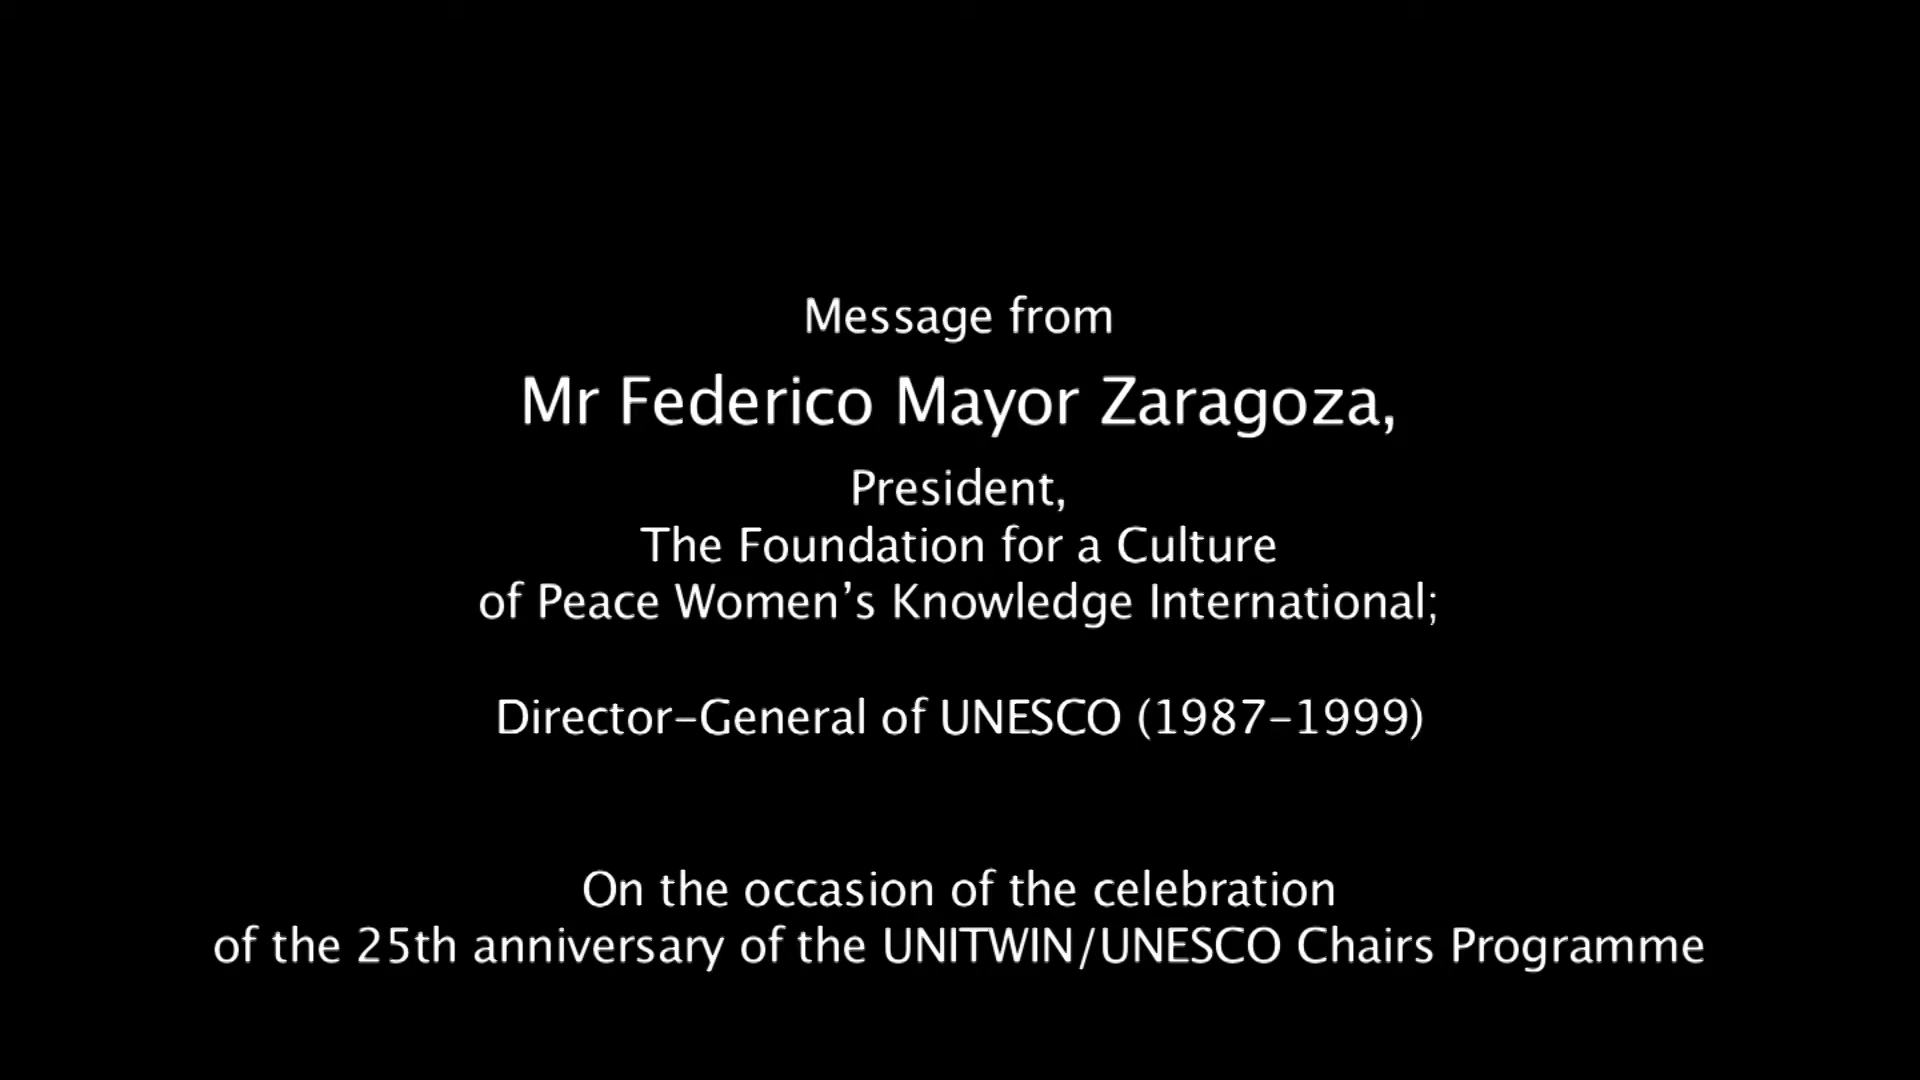 Message from
Mr Federico Mayor Zaragoza,
President,
The Foundation for a Culture
of Peace Women’s Knowledge International;
Director-General of UNESCO (1987-1999)
On the occasion of the celebration
of the 25th anniversary of the UNITWIN/UNESCO Chairs Programme